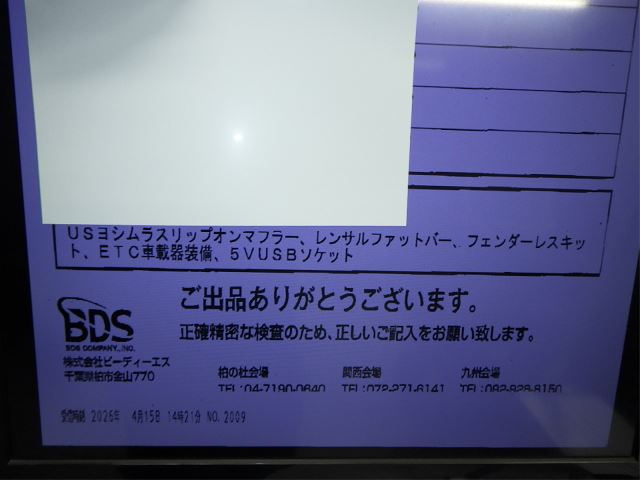 USヨシムラスリップオンマフラー、レンサルファットバー、フェンダーレスキッ
ト、ETC車載器装備、5VUSBソケット
ご出品ありがとうございます。
正確精密な検査のため、正しいご記入をお願い致します。
BDS
BDS COMPANY.,INC.
株式会社ビーディーエス
千葉県柏市金山770
柏の杜会場 関西会場 九州会場
TEL:04-7190-0640 TEL:072-271-6141 TEL:092-928-8150
2026年 4月15日 14時21分 NO.2009